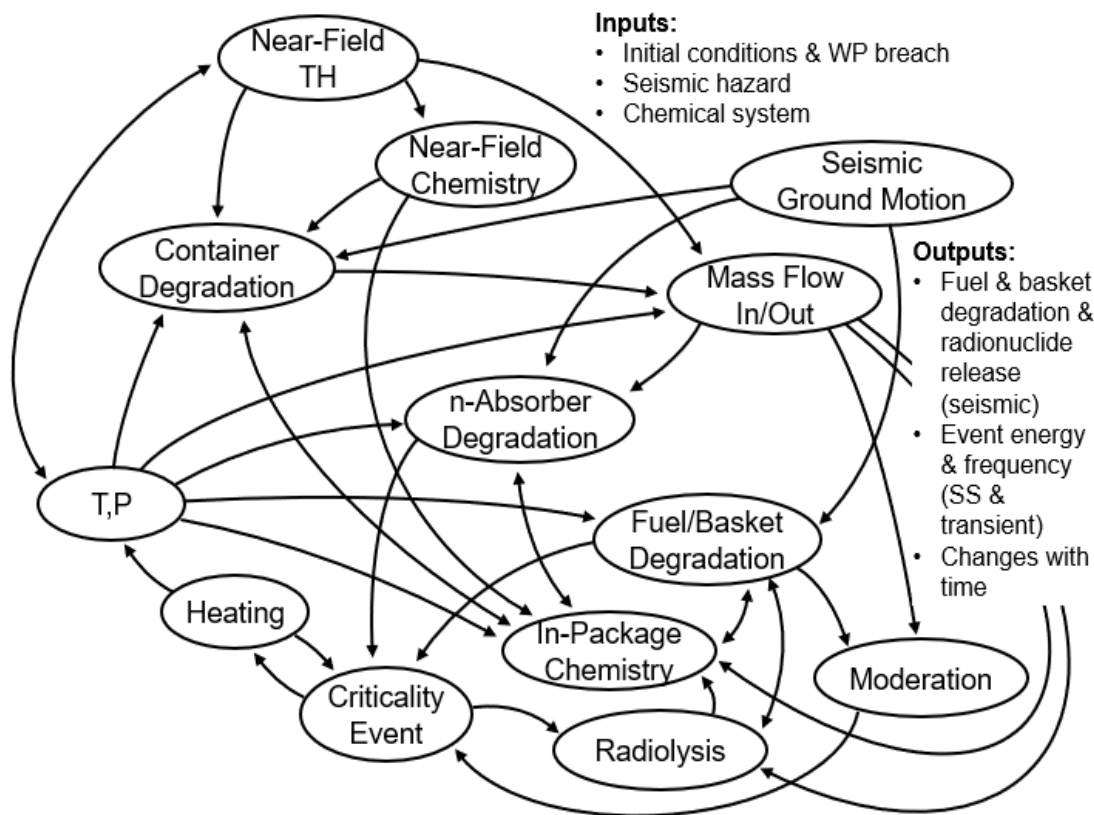 Near-Field
TH
Inputs:
• Initial conditions & WP breach
• Seismic hazard
• Chemical system
Near-Field
Chemistry
Seismic
Ground Motion
Container
Degradation
Mass Flow
In/Out
Outputs:
• Fuel & basket
degradation &
radionuclide
release
(seismic)
• Event energy
& frequency
(SS &
transient)
• Changes with
time
n-Absorber
Degradation
T,P
Fuel/Basket
Degradation
Heating
In-Package
Chemistry
Moderation
Criticality
Event
Radiolysis